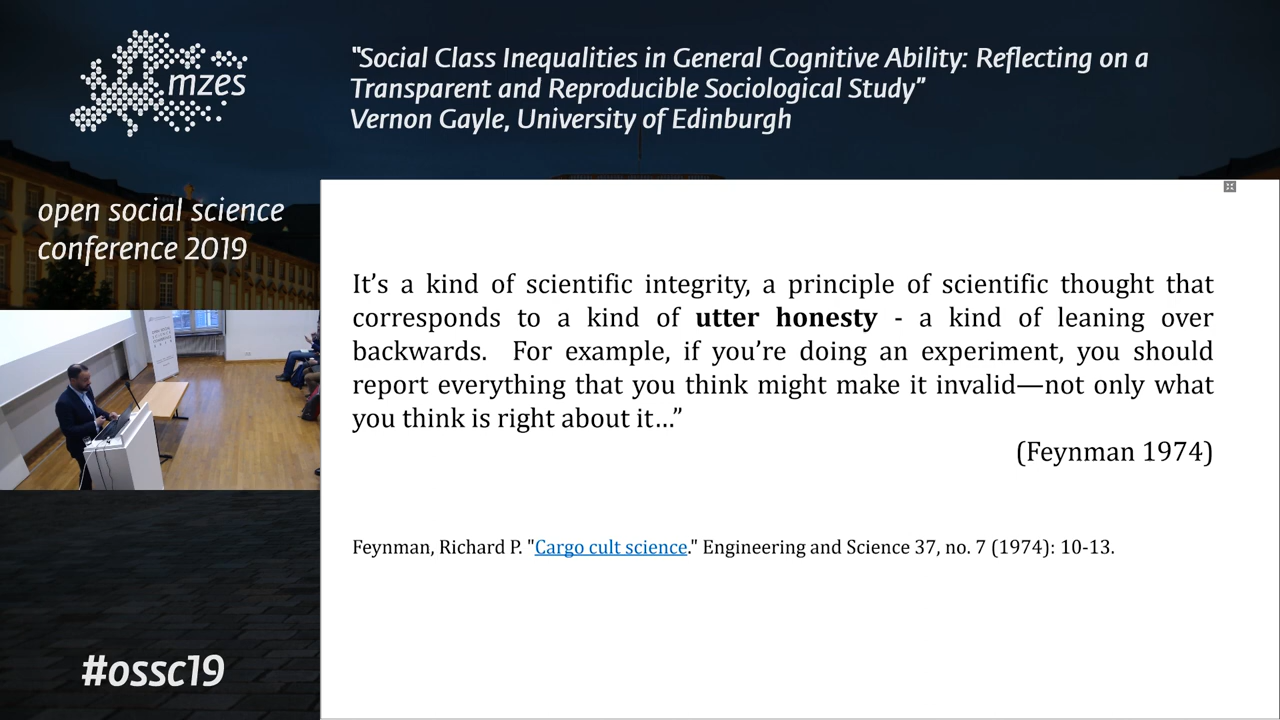 mzes
"Social Class Inequalities in General Cognitive Ability: Reflecting on a
Transparent and Reproducible Sociological Study"
Vernon Gayle, University of Edinburgh
open social science
conference 2019
It's a kind of scientific integrity, a principle of scientific thought that
corresponds to a kind of utter honesty - a kind of leaning over
backwards. For example, if you're doing an experiment, you should
report everything that you think might make it invalid—not only what
you think is right about it…"
(Feynman 1974)
Feynman, Richard P. "Cargo cult science." Engineering and Science 37, no. 7 (1974): 10-13.
#ossc19